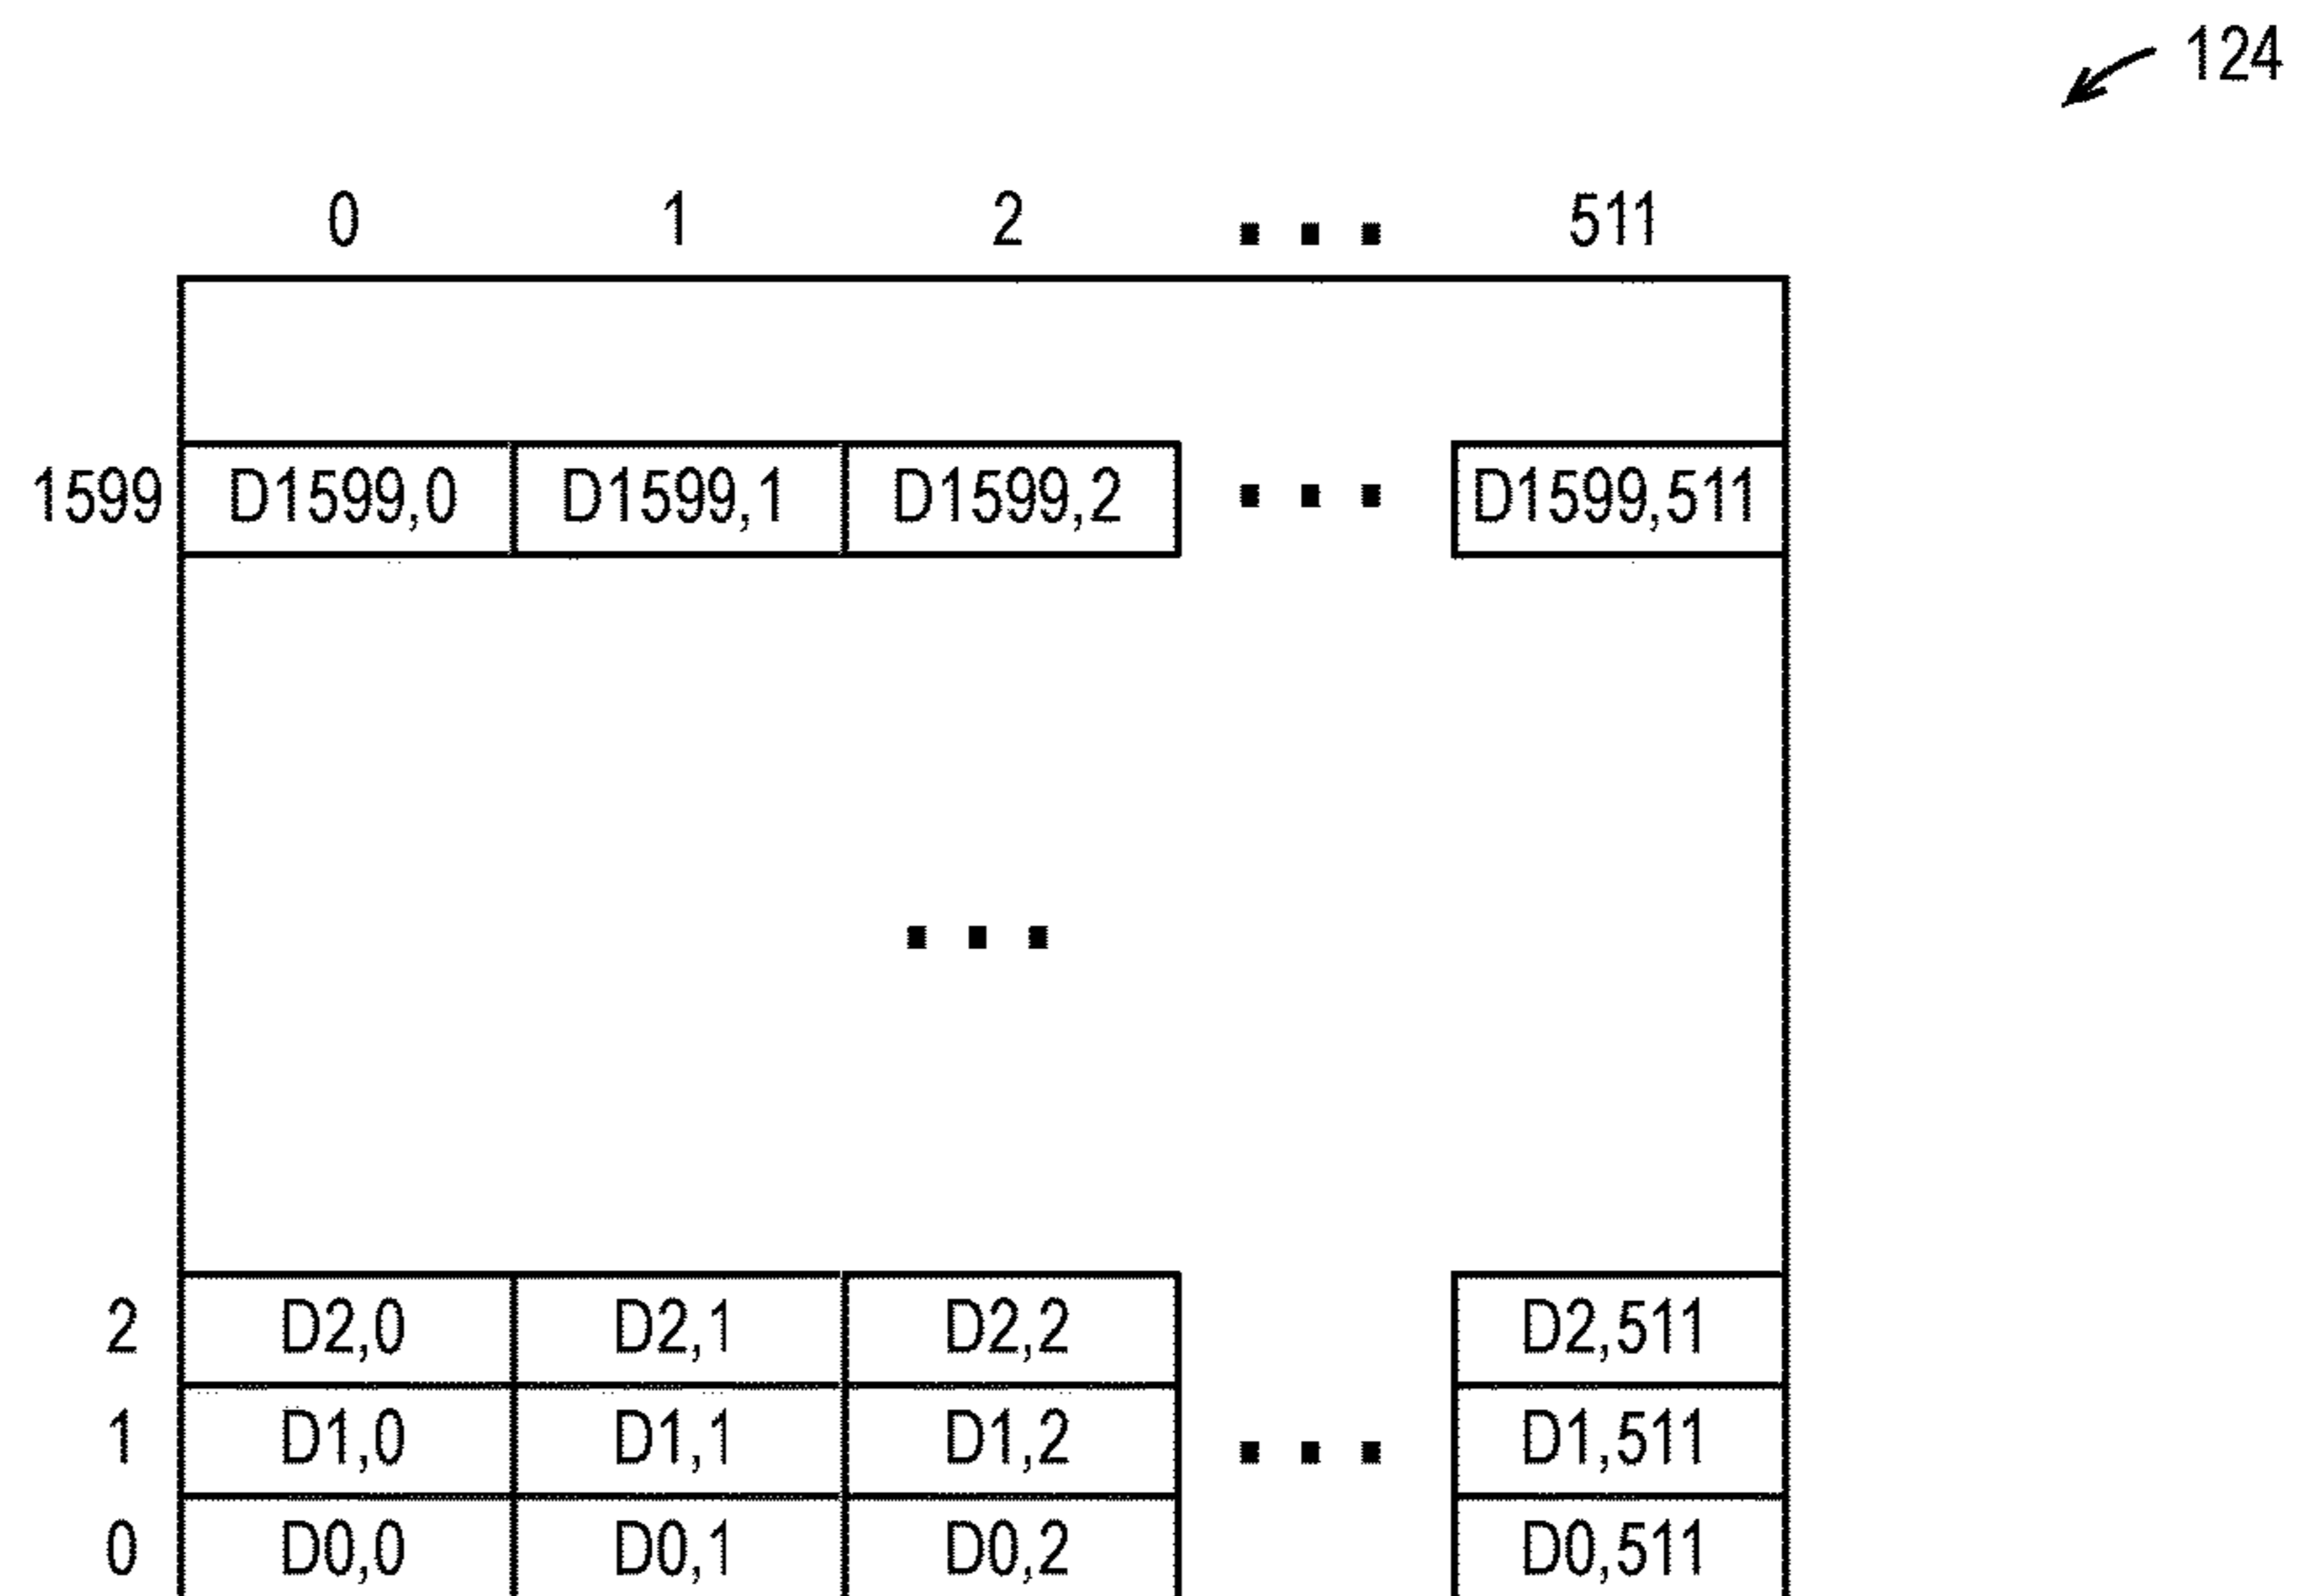 124
0 1 2 ... 511
1599 D1599,0 D1599,1 D1599,2 ... D1599,511
...
2 D2,0 D2,1 D2,2 D2,511
1 D1,0 D1,1 D1,2 ... D1,511
0 D0,0 D0,1 D0,2 D0,511